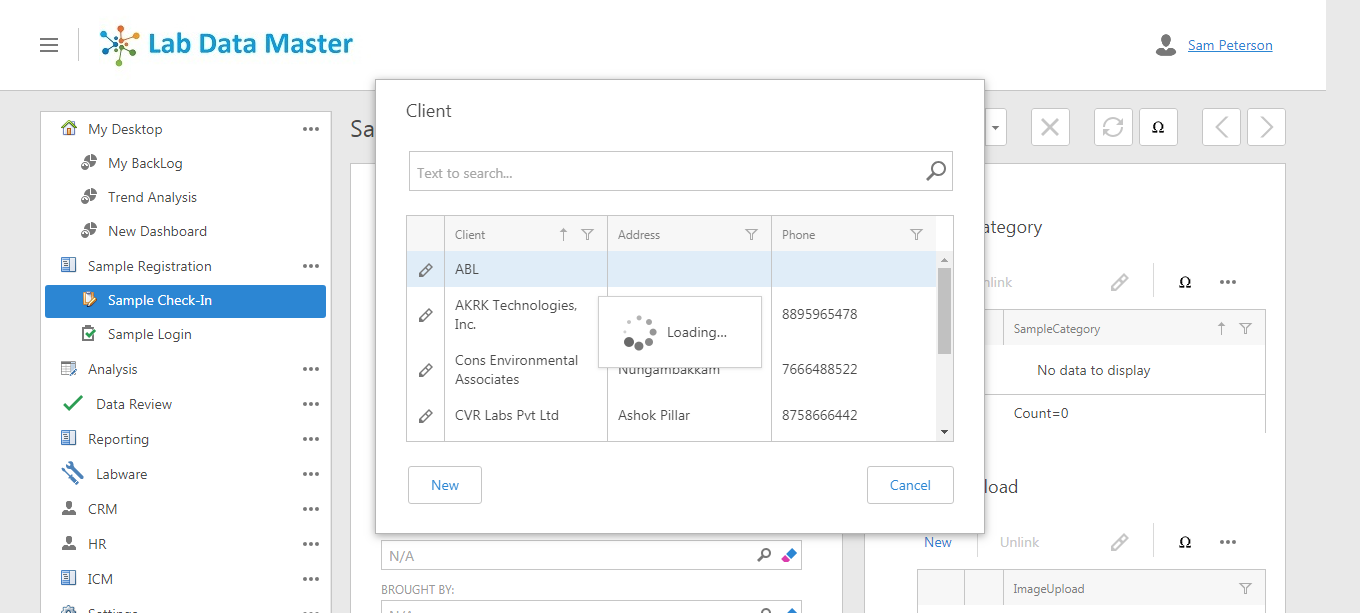 Lab Data Master
Sam Peterson
My Desktop
My BackLog
Trend Analysis
New Dashboard
Sample Registration
Sample Check-In
Sample Login
Analysis
Data Review
Reporting
Labware
CRM
HR
ICM
Settings
Sa
Client
Text to search...
Client Address Phone
ABL
AKRK Technologies,
Inc.
8895965478
Loading...
Cons Environmental
Associates
Nungambakkam
7666488522
CVR Labs Pvt Ltd Ashok Pillar 8758666442
New
Cancel
N/A
BROUGHT BY:
N/A
Ω
ategory
nlink
Ω
SampleCategory
No data to display
Count=0
load
New Unlink Ω
ImageUpload